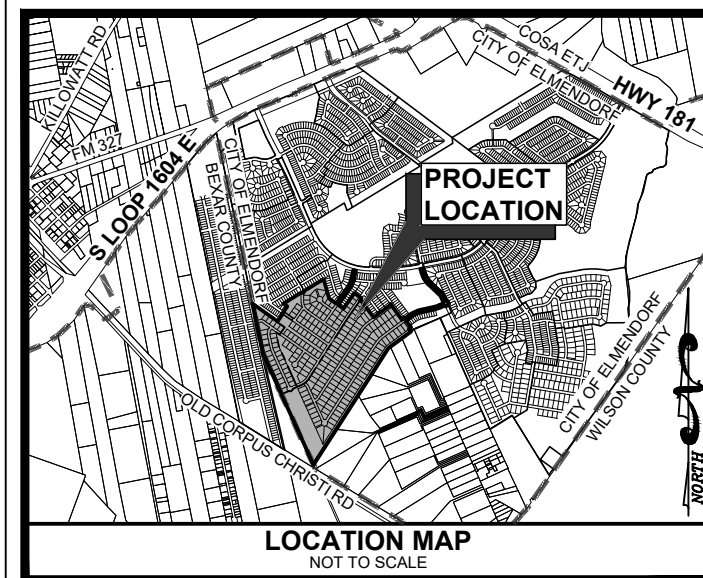 KILLOWATT RD
FM 327
S LOOP 1604 E
COSA ETJ
CITY OF ELMENDORF
HWY 181
CITY OF ELMENDORF
BEXAR COUNTY
PROJECT
LOCATION
OLD CORPUS CHRISTI RD
CITY OF ELMENDORF
WILSON COUNTY
N
NORTH
LOCATION MAP
NOT TO SCALE